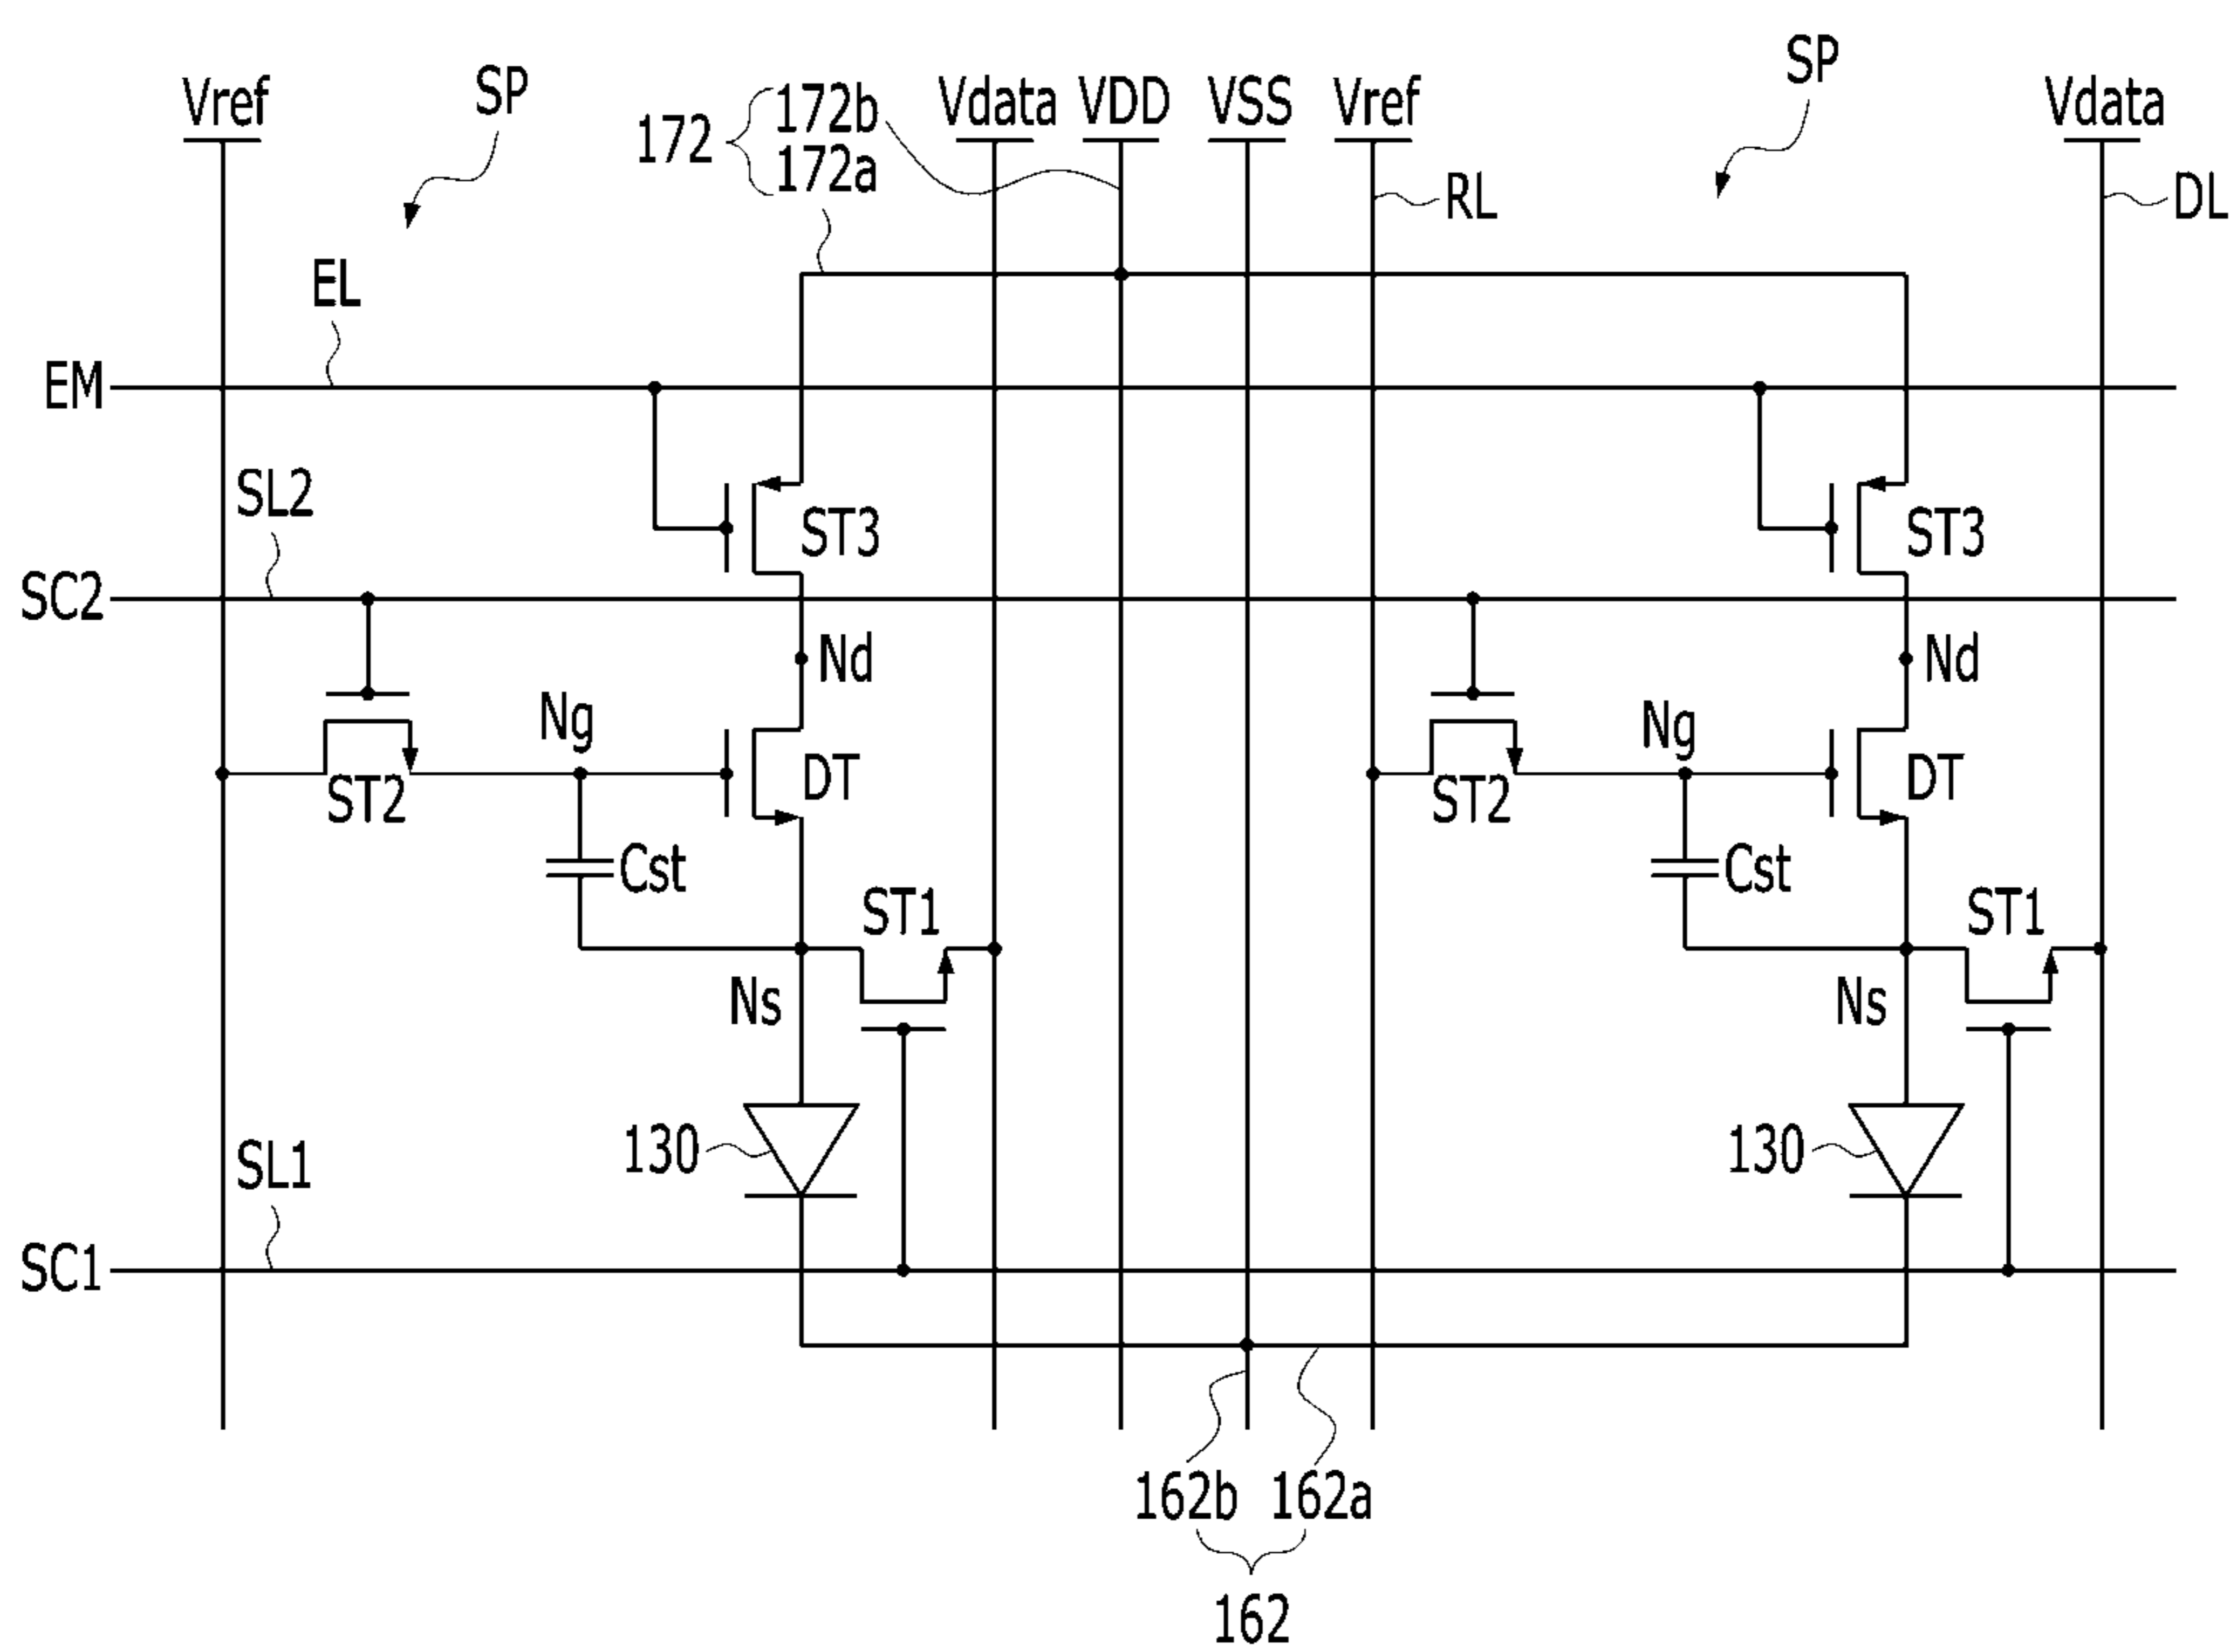 SP
SP
Vref
172
172b
172a
Vdata
VDD
VSS
Vref
Vdata
RL
DL
EL
EM
SL2
ST3
ST3
SC2
Nd
Nd
Ng
Ng
ST2
DT
ST2
DT
Cst
Cst
ST1
ST1
Ns
Ns
130
130
SL1
SC1
162b
162a
162